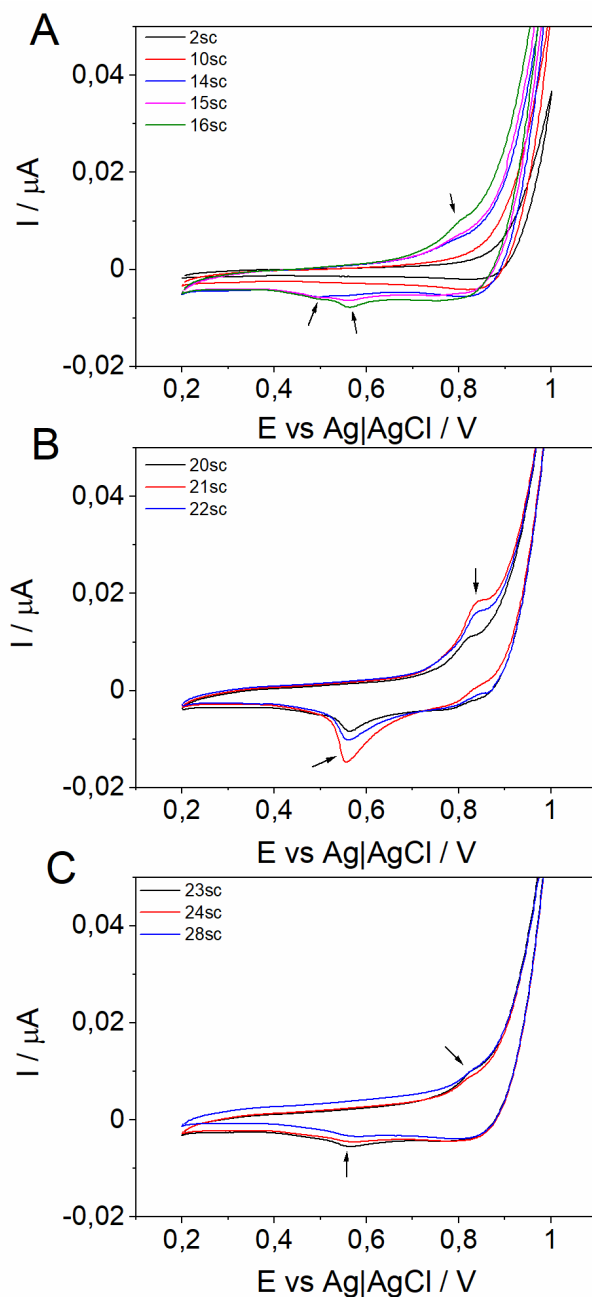 A
2sc
10sc
14sc
15sc
16sc
0,04
0,02
0
-0,02
I / µA
0,2 0,4 0,6 0,8 1
E vs Ag|AgCl / V
B
20sc
21sc
22sc
0,04
0,02
0
-0,02
I / µA
0,2 0,4 0,6 0,8 1
E vs Ag|AgCl / V
C
23sc
24sc
28sc
0,04
0,02
0
-0,02
I / µA
0,2 0,4 0,6 0,8 1
E vs Ag|AgCl / V